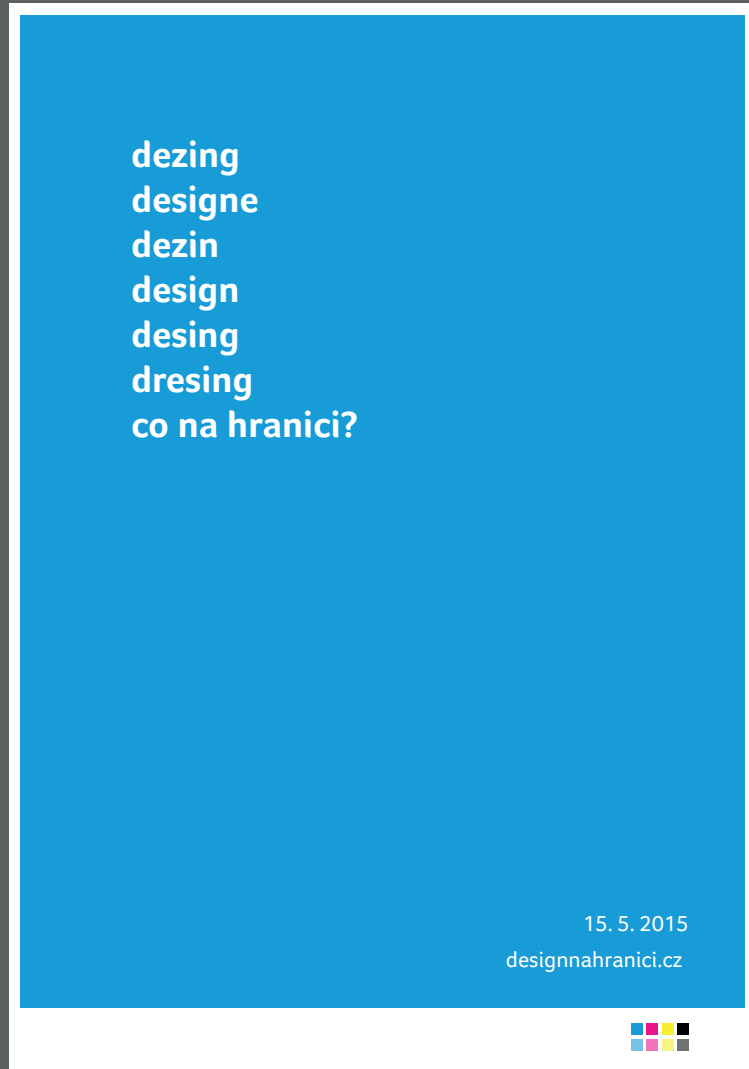 dezing
designe
dezin
design
desing
dresing
co na hranici?
15. 5. 2015
designnahranici.cz